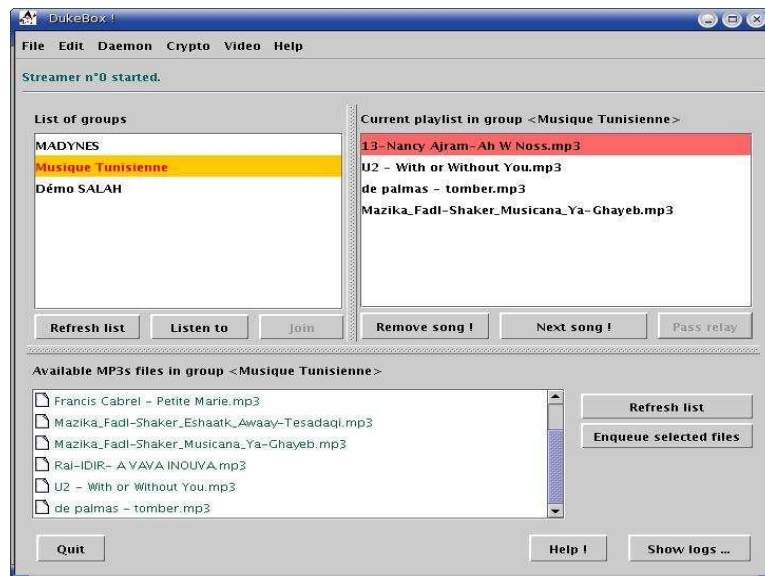 DukeBox !
File Edit Daemon Crypto Video Help
Streamer n°0 started.
List of groups
MADYNES
Musique Tunisienne
Démo SALAH
Refresh list Listen to Join
Current playlist in group <Musique Tunisienne>
13-Nancy Ajram-Ah W Noss.mp3
U2 - With or Without You.mp3
de palmas - tomber.mp3
Mazika_Fadl-Shaker_Musicana_Ya-Ghayeb.mp3
Remove song ! Next song ! Pass relay
Available MP3s files in group <Musique Tunisienne>
Francis Cabrel - Petite Marie.mp3
Mazika_Fadl-Shaker_Eshaatk_Awaay-Tesadaqi.mp3
Mazika_Fadl-Shaker_Musicana_Ya-Ghayeb.mp3
Rai-IDIR- A VAVA INOUVA.mp3
U2 - With or Without You.mp3
de palmas - tomber.mp3
Refresh list
Enqueue selected files
Quit Help ! Show logs ...